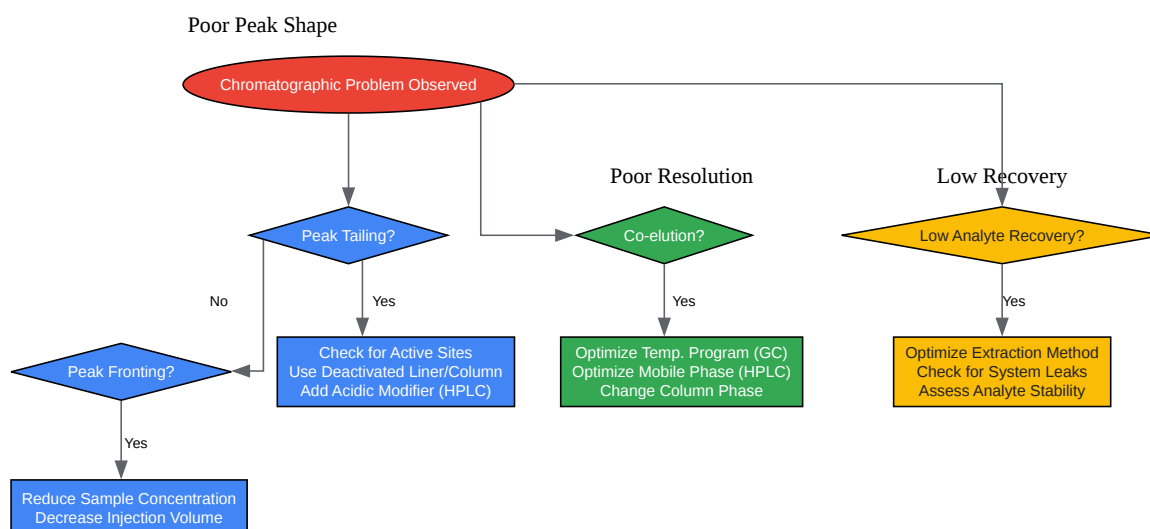 Poor Peak Shape
Chromatographic Problem Observed
Poor Resolution
Low Recovery
Peak Tailing?
Co-elution?
Low Analyte Recovery?
No
Yes
Yes
Yes
Peak Fronting?
Check for Active Sites
Use Deactivated Liner/Column
Add Acidic Modifier (HPLC)
Optimize Temp. Program (GC)
Optimize Mobile Phase (HPLC)
Change Column Phase
Optimize Extraction Method
Check for System Leaks
Assess Analyte Stability
Yes
Reduce Sample Concentration
Decrease Injection Volume